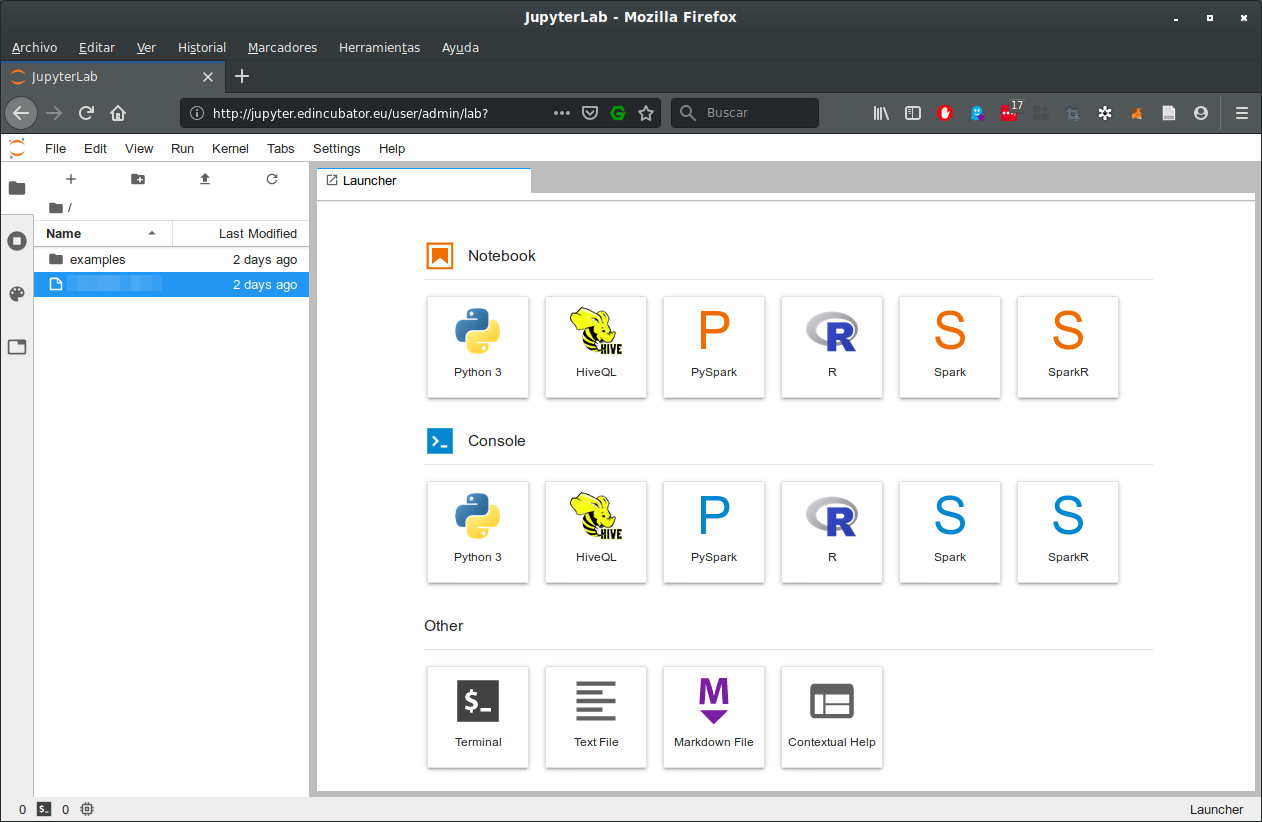 JupyterLab - Mozilla Firefox
Archivo Editar Ver Historial Marcadores Herramientas Ayuda
JupyterLab
http://jupyter.edincubator.eu/user/admin/lab?
Buscar
17
File Edit View Run Kernel Tabs Settings Help
Launcher
/
Name Last Modified
examples 2 days ago
2 days ago
Notebook
Python 3 HiveQL PySpark R Spark SparkR
Console
Python 3 HiveQL PySpark R Spark SparkR
Other
Terminal Text File Markdown File Contextual Help
0 0 Launcher